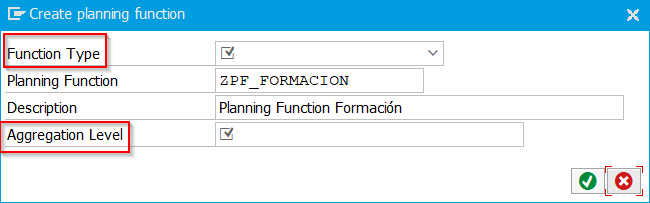 Create planning function
Function Type
Planning Function ZPF_FORMACION
Description Planning Function Formación
Aggregation Level